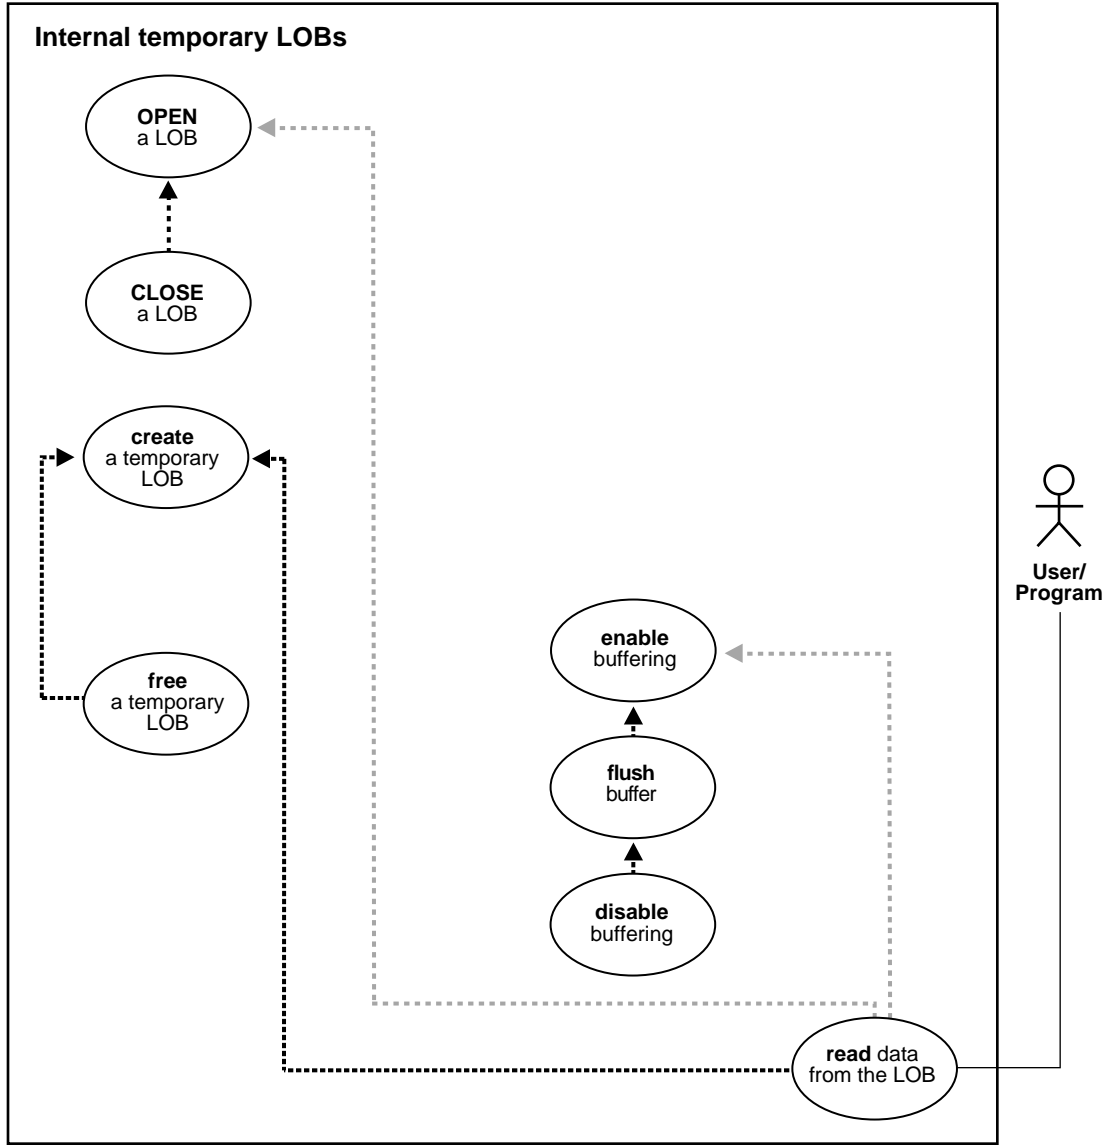 Internal temporary LOBs
OPEN
a LOB
CLOSE
a LOB
create
a temporary
LOB
User/
Program
enable
buffering
free
a temporary
LOB
flush
buffer
disable
buffering
read data
from the LOB